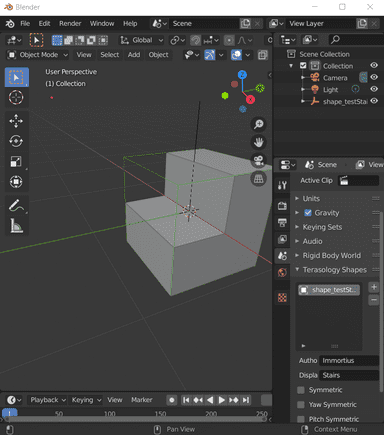 Blender
File Edit Render Window Help
Scene
View Layer
Object Mode
Global
View Select Add Object
User Perspective
(1) Collection
Scene Collection
Collection
Camera
Light
shape_testStai
Scene
View
Active Clip
Units
Gravity
Keying Sets
Audio
Rigid Body World
Terasology Shapes
shape_testSt..
Autho Immortius
Displa Stairs
Symmetric
Yaw Symmetric
Pitch Symmetric
Playback Keying View Marker
1 50 100 150 200 250
Pan View
Context Menu